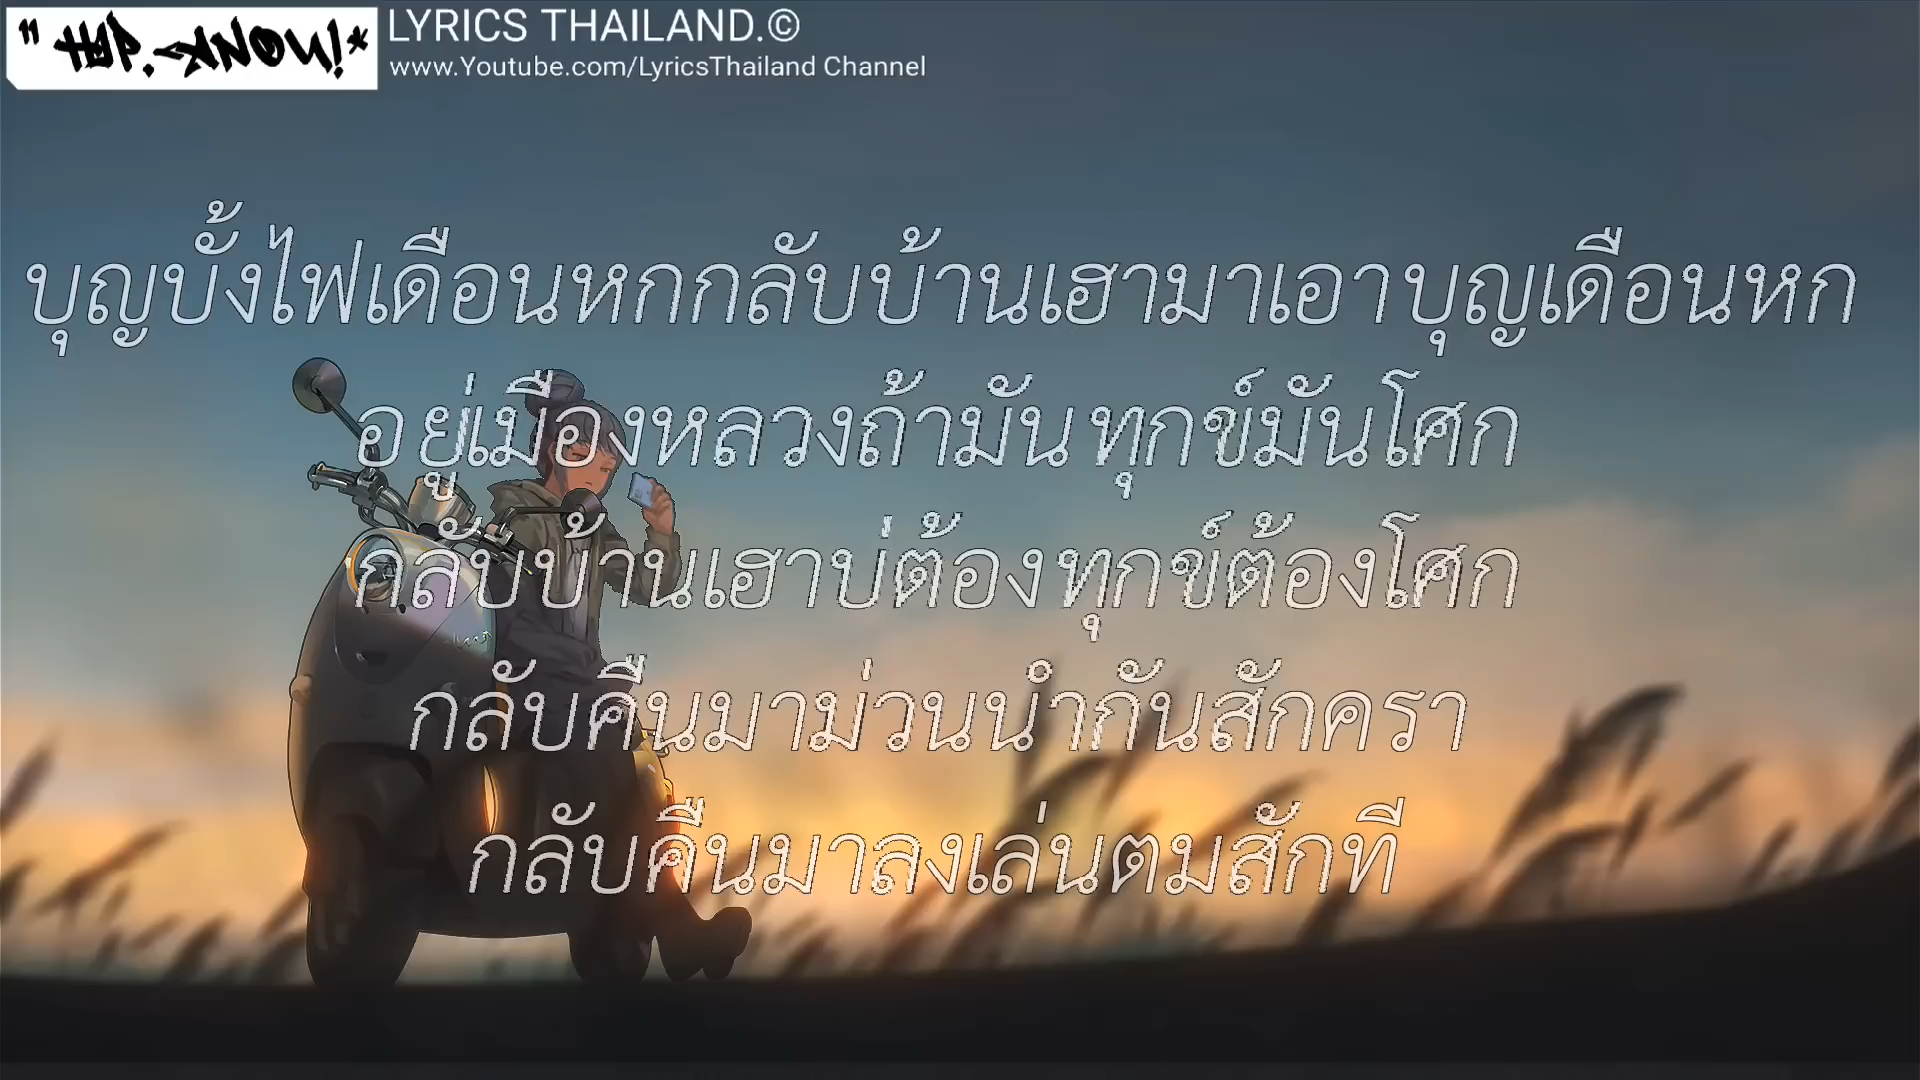 " HAP.-KNOW!*
LYRICS THAILAND.©
www.Youtube.com/LyricsThailand Channel
บุญบั้งไฟเดือนหกกลับบ้านเฮามาเอาบุญเดือนหก
อยู่เมืองหลวงถ้ามันทุกข์มันโศก
กลับบ้านเฮาบ่ต้องทุกข์ต้องโศก
กลับคืนมาม่วนนำกันสักครา
กลับคืนมาลงเล่นตมสักที